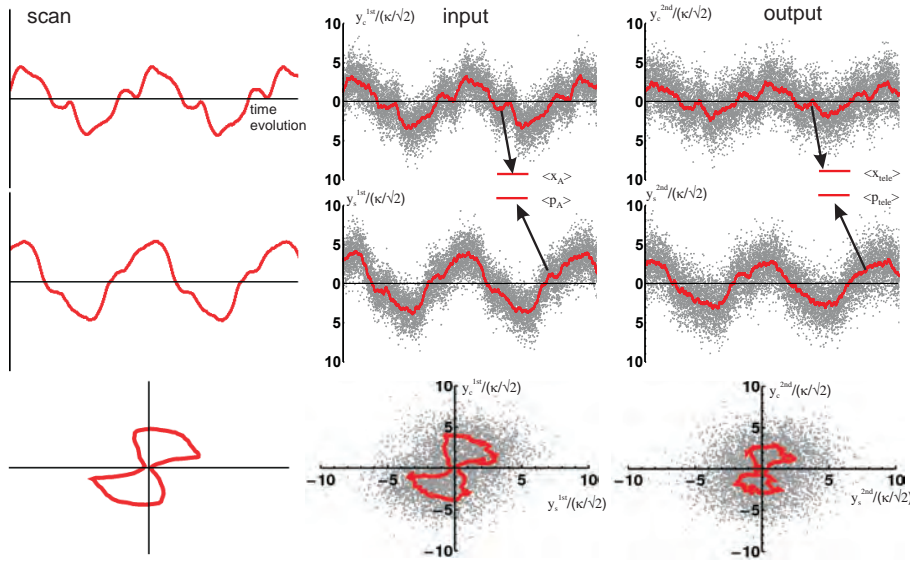 scan
input
output
time
evolution
y_c^1st/(κ/√2)
10
5
0
5
10
<x_A>
<p_A>
y_c^2nd/(κ/√2)
10
5
0
5
10
<x_tele>
<p_tele>
y_s^1st/(κ/√2)
10
5
0
5
10
y_s^2nd/(κ/√2)
10
5
0
5
10
10
y_c^1st/(κ/√2)
5
−10
−5
5
10
y_s^1st/(κ/√2)
−5
−10
10
y_c^2nd/(κ/√2)
5
−10
−5
5
10
y_s^2nd/(κ/√2)
−5
−10